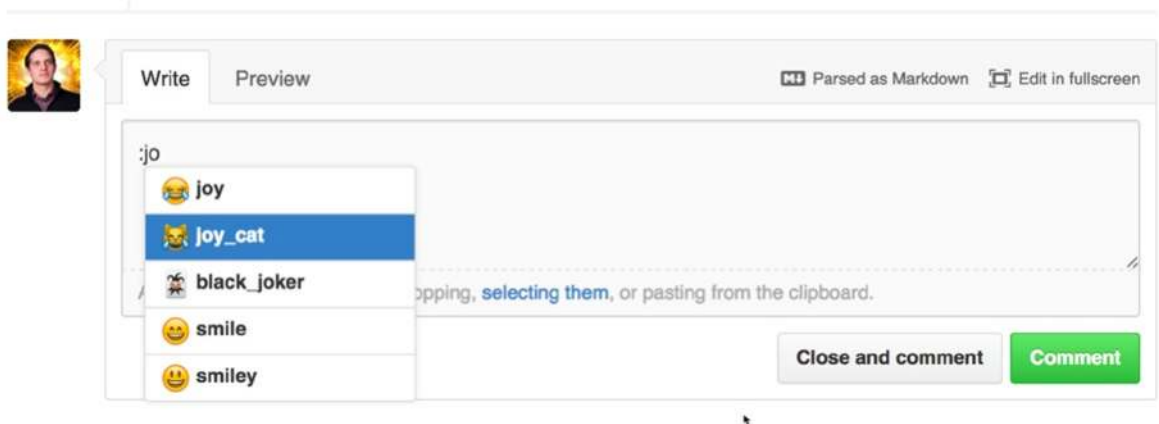 Write Preview Parsed as Markdown Edit in fullscreen
:jo
joy
joy_cat
black_joker
opping, selecting them, or pasting from the clipboard.
smile
smiley
Close and comment Comment